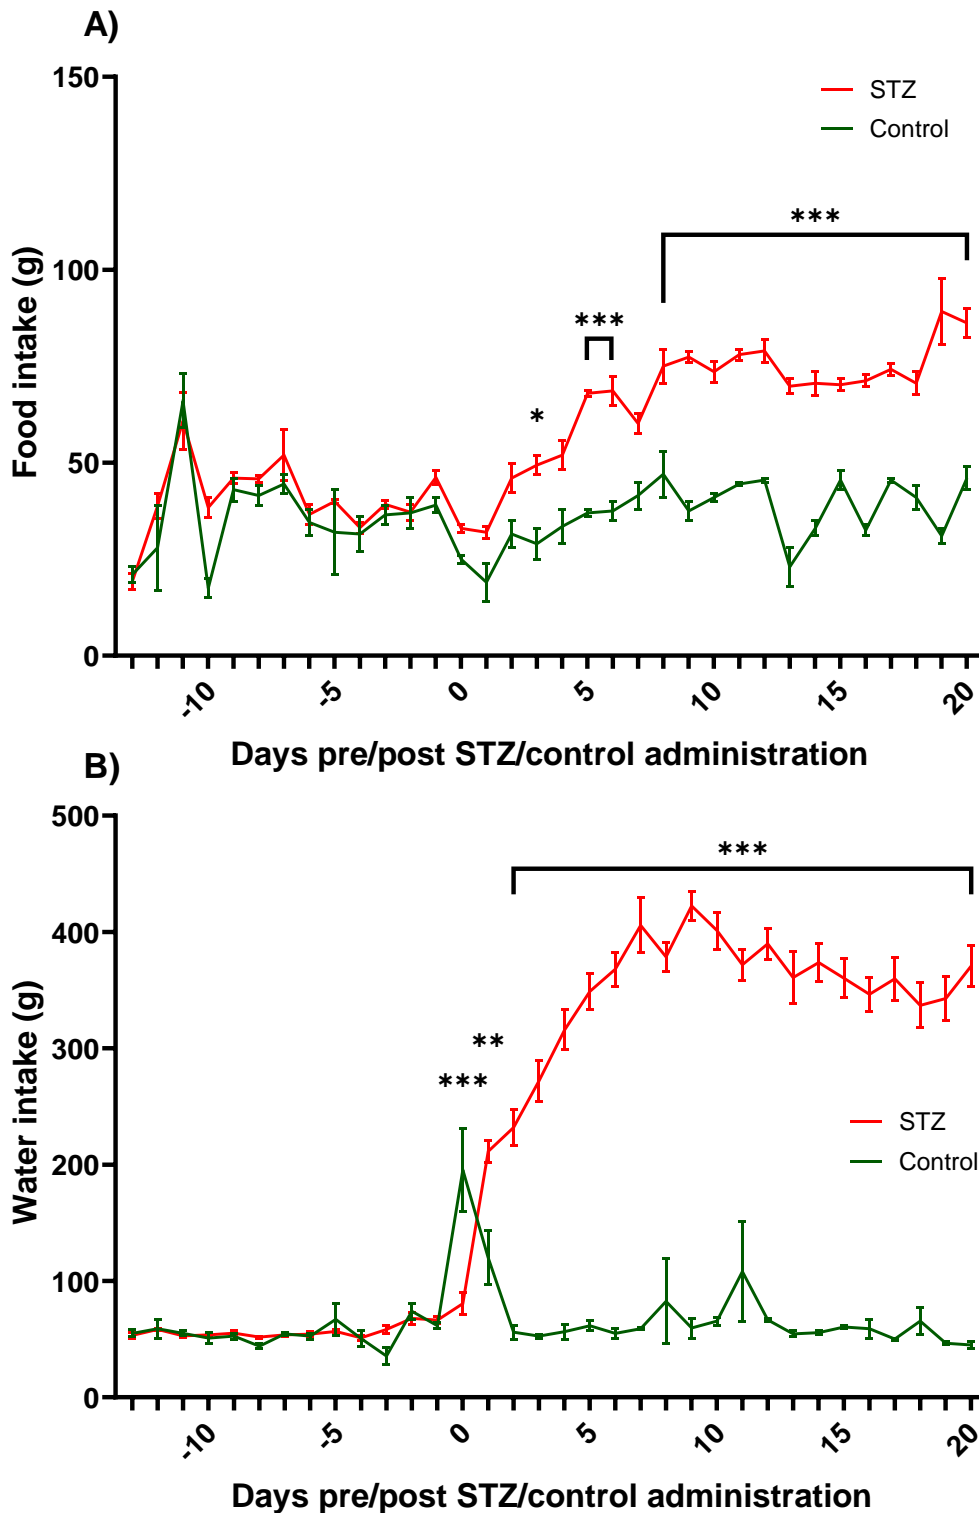 A)
150
STZ
Control
***
100
***
*
50
0
Food intake (g)
-10 -5 0 5 10 15 20
Days pre/post STZ/control administration
B)
500
***
400
**
300
***
STZ
200
Control
100
0
Water intake (g)
-10 -5 0 5 10 15 20
Days pre/post STZ/control administration